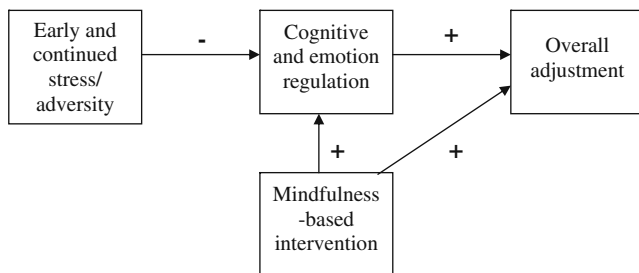 Early and
continued
stress/
adversity
-
Cognitive
and emotion
regulation
+
Overall
adjustment
+
+
Mindfulness
-based
intervention